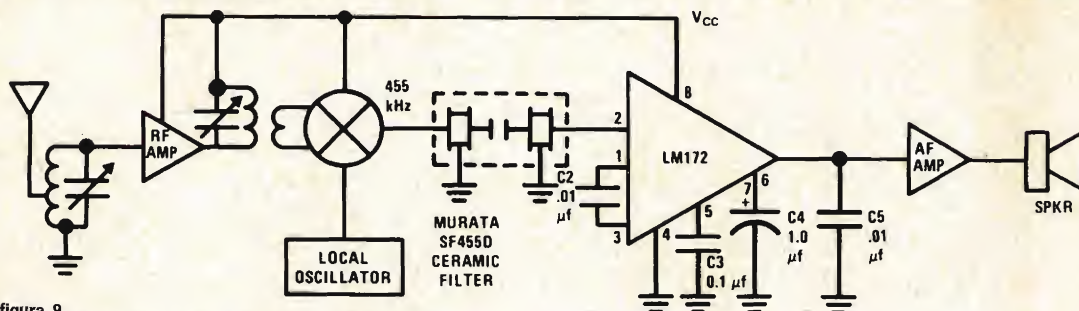 VCC
455
kHz
RF
AMP
8
2
LM172
1
C2
.01
µf
3
4
5
C3
0.1 µf
7
6
+
C4
1.0
µf
C5
.01
µf
AF
AMP
SPKR
MURATA
SF455D
CERAMIC
FILTER
LOCAL
OSCILLATOR
figura 9